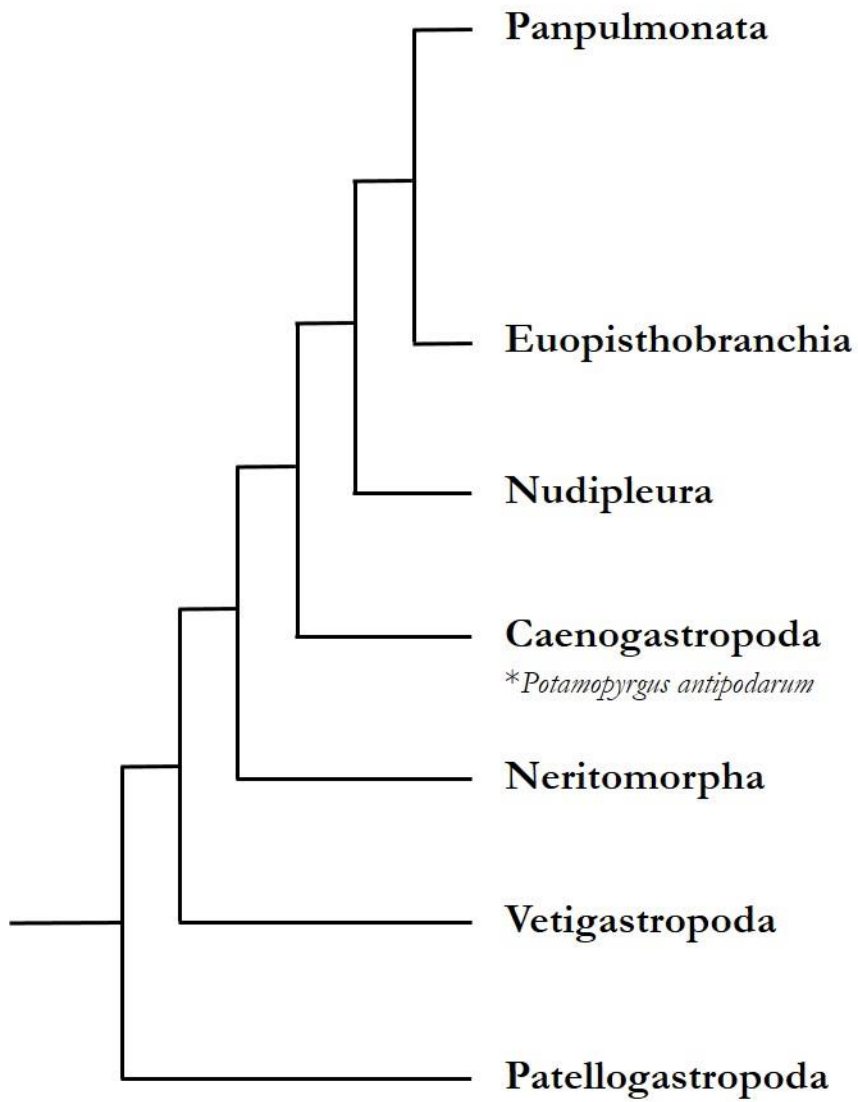 Panpulmonata
Euopisthobranchia
Nudipleura
Caenogastropoda
*Potamopyrgus antipodarum
Neritomorpha
Vetigastropoda
Patellogastropoda